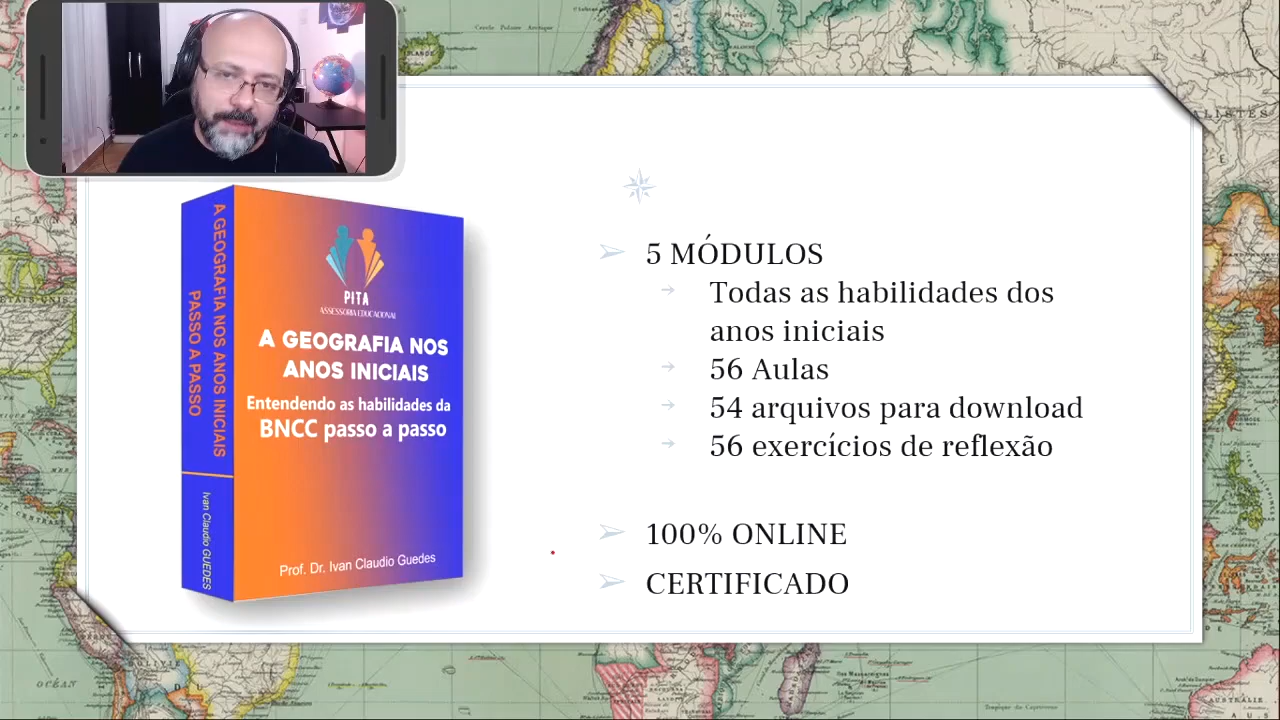 5 MÓDULOS
Todas as habilidades dos
anos iniciais
56 Aulas
54 arquivos para download
56 exercícios de reflexão
100% ONLINE
CERTIFICADO
A GEOGRAFIA NOS ANOS INICIAIS
PASSO A PASSO
Ivan Claudio GUEDES
PITA
ASSESSORIA EDUCACIONAL
A GEOGRAFIA NOS
ANOS INICIAIS
Entendendo as habilidades da
BNCC passo a passo
Prof. Dr. Ivan Claudio Guedes
OCÉAN